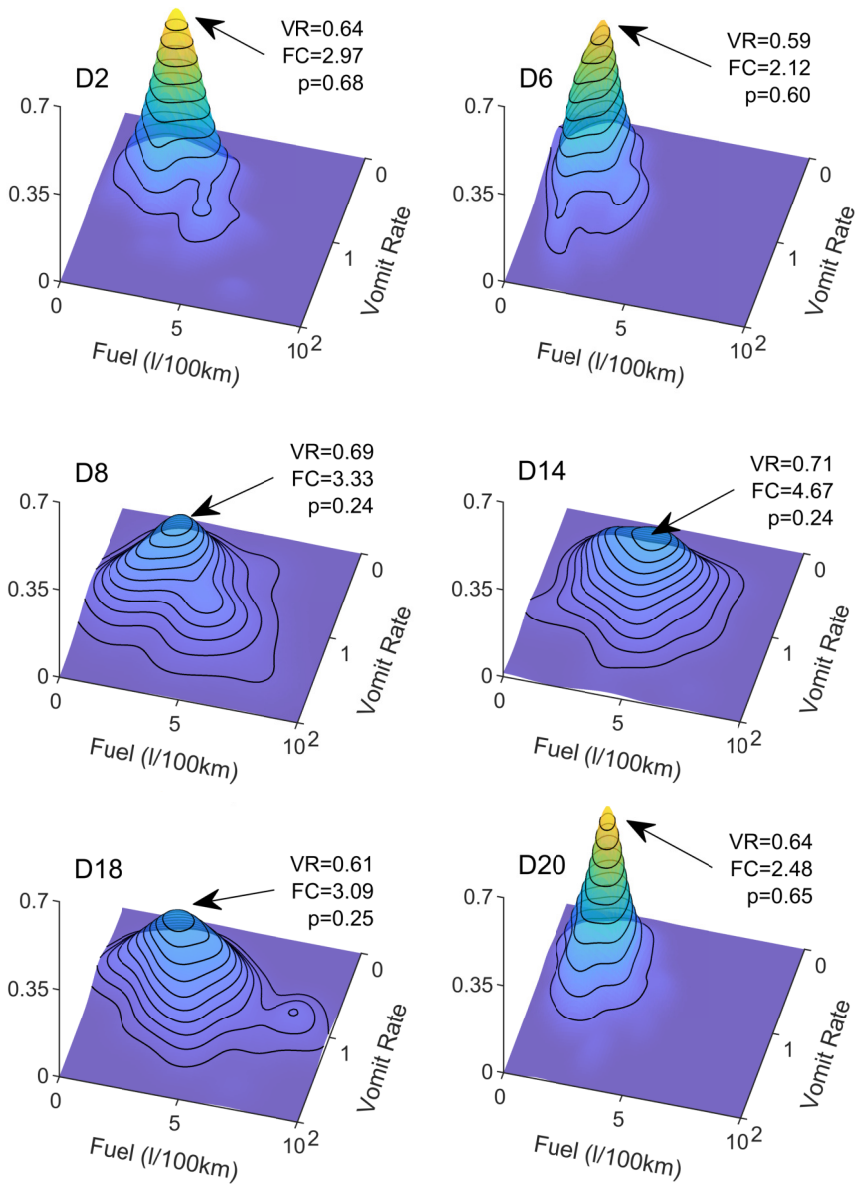 D2
VR=0.64
FC=2.97
p=0.68
0.7
0.35
0
0
5
10
2
1
0
Fuel (l/100km)
Vomit Rate
D6
VR=0.59
FC=2.12
p=0.60
0.7
0.35
0
0
5
10
2
1
0
Fuel (l/100km)
Vomit Rate
D8
VR=0.69
FC=3.33
p=0.24
0.7
0.35
0
0
5
10
2
1
0
Fuel (l/100km)
Vomit Rate
D14
VR=0.71
FC=4.67
p=0.24
0.7
0.35
0
0
5
10
2
1
0
Fuel (l/100km)
Vomit Rate
D18
VR=0.61
FC=3.09
p=0.25
0.7
0.35
0
0
5
10
2
1
0
Fuel (l/100km)
Vomit Rate
D20
VR=0.64
FC=2.48
p=0.65
0.7
0.35
0
0
5
10
2
1
0
Fuel (l/100km)
Vomit Rate